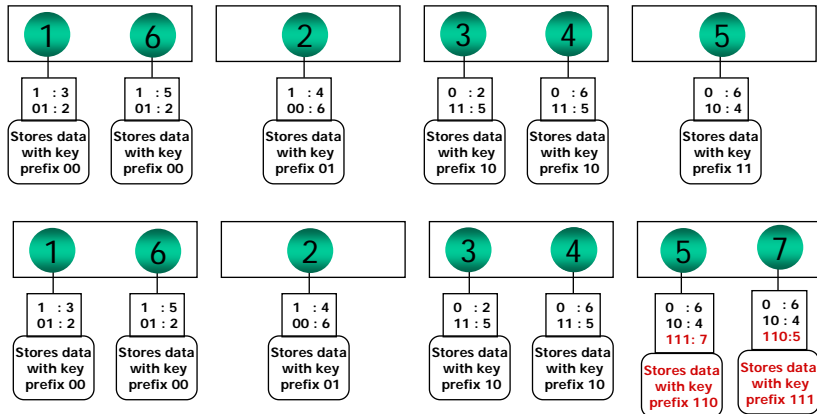 1 6 2 3 4 5
1 : 3
01 : 2
1 : 5
01 : 2
1 : 4
00 : 6
0 : 2
11 : 5
0 : 6
11 : 5
0 : 6
10 : 4
Stores data
with key
prefix 00
Stores data
with key
prefix 00
Stores data
with key
prefix 01
Stores data
with key
prefix 10
Stores data
with key
prefix 10
Stores data
with key
prefix 11
1 6 2 3 4 5 7
1 : 3
01 : 2
1 : 5
01 : 2
1 : 4
00 : 6
0 : 2
11 : 5
0 : 6
11 : 5
0 : 6
10 : 4
111: 7
0 : 6
10 : 4
110:5
Stores data
with key
prefix 00
Stores data
with key
prefix 00
Stores data
with key
prefix 01
Stores data
with key
prefix 10
Stores data
with key
prefix 10
Stores data
with key
prefix 110
Stores data
with key
prefix 111